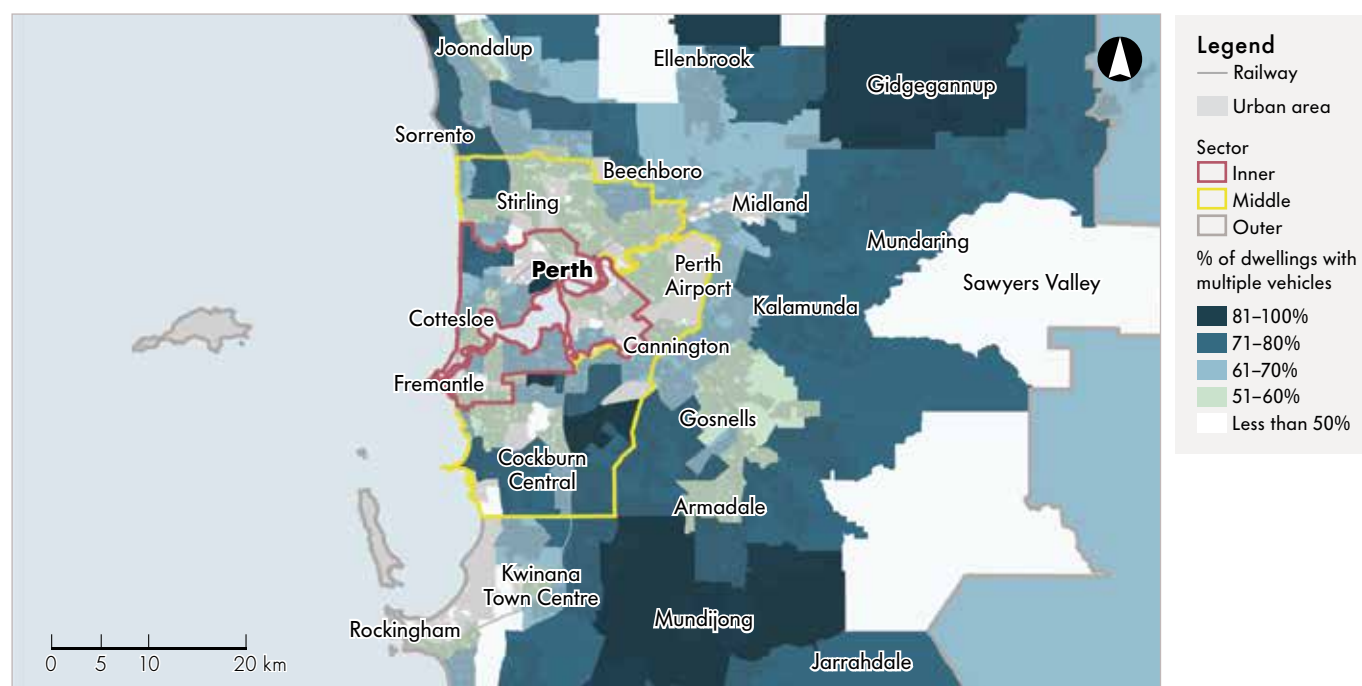 Joondalup
Ellenbrook
Gidgegannup
Sorrento
Beechboro
Stirling
Midland
Mundaring
Perth
Perth
Airport
Sawyers Valley
Kalamunda
Cottesloe
Cannington
Fremantle
Gosnells
Cockburn
Central
Armadale
Kwinana
Town Centre
Rockingham
Mundijong
Jarrahdale
0 5 10 20 km
Legend
Railway
Urban area
Sector
Inner
Middle
Outer
% of dwellings with
multiple vehicles
81–100%
71–80%
61–70%
51–60%
Less than 50%